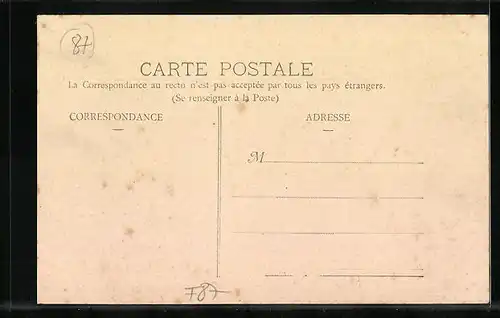 87
CARTE POSTALE
La Correspondance au recto n'est pas acceptée par tous les pays étrangers.
(Se renseigner à la Poste)
CORRESPONDANCE
ADRESSE
M
F87